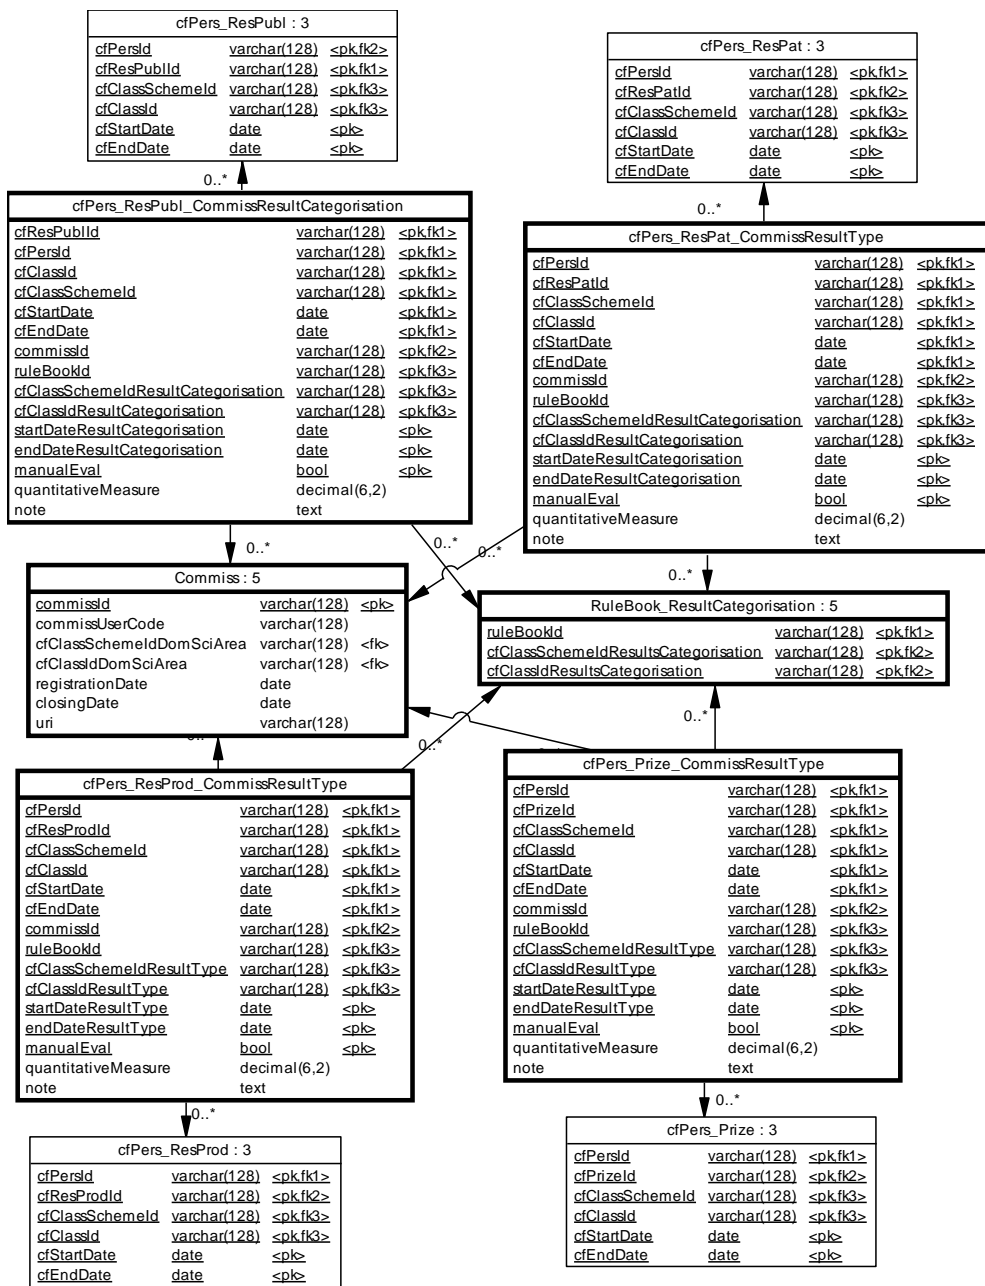 cfPers_ResPubl : 3
cfPersId varchar(128) <pk,fk2>
cfResPublId varchar(128) <pk,fk1>
cfClassSchemeId varchar(128) <pk,fk3>
cfClassId varchar(128) <pk,fk3>
cfStartDate date <pk>
cfEndDate date <pk>
0..*
cfPers_ResPat : 3
cfPersId varchar(128) <pk,fk1>
cfResPatId varchar(128) <pk,fk2>
cfClassSchemeId varchar(128) <pk,fk3>
cfClassId varchar(128) <pk,fk3>
cfStartDate date <pk>
cfEndDate date <pk>
0..*
cfPers_ResPubl_CommissResultCategorisation
cfResPublId varchar(128) <pk,fk1>
cfPersId varchar(128) <pk,fk1>
cfClassId varchar(128) <pk,fk1>
cfClassSchemeId varchar(128) <pk,fk1>
cfStartDate date <pk,fk1>
cfEndDate date <pk,fk1>
commissId varchar(128) <pk,fk2>
ruleBookId varchar(128) <pk,fk3>
cfClassSchemeIdResultCategorisation varchar(128) <pk,fk3>
cfClassIdResultCategorisation varchar(128) <pk,fk3>
startDateResultCategorisation date <pk>
endDateResultCategorisation date <pk>
manualEval bool <pk>
quantitativeMeasure decimal(6,2)
note text
cfPers_ResPat_CommissResultType
cfPersId varchar(128) <pk,fk1>
cfResPatId varchar(128) <pk,fk1>
cfClassSchemeId varchar(128) <pk,fk1>
cfClassId varchar(128) <pk,fk1>
cfStartDate date <pk,fk1>
cfEndDate date <pk,fk1>
commissId varchar(128) <pk,fk2>
ruleBookId varchar(128) <pk,fk3>
cfClassSchemeIdResultCategorisation varchar(128) <pk,fk3>
cfClassIdResultCategorisation varchar(128) <pk,fk3>
startDateResultCategorisation date <pk>
endDateResultCategorisation date <pk>
manualEval bool <pk>
quantitativeMeasure decimal(6,2)
note text
0..*
0..*
0..*
0..*
Commiss : 5
commissId varchar(128) <pk>
commissUserCode varchar(128)
cfClassSchemeIdDomSciArea varchar(128) <fk>
cfClassIdDomSciArea varchar(128) <fk>
registrationDate date
closingDate date
uri varchar(128)
RuleBook_ResultCategorisation : 5
ruleBookId varchar(128) <pk,fk1>
cfClassSchemeIdResultsCategorisation varchar(128) <pk,fk2>
cfClassIdResultsCategorisation varchar(128) <pk,fk2>
0..*
0..*
cfPers_ResProd_CommissResultType
cfPersId varchar(128) <pk,fk1>
cfResProdId varchar(128) <pk,fk1>
cfClassSchemeId varchar(128) <pk,fk1>
cfClassId varchar(128) <pk,fk1>
cfStartDate date <pk,fk1>
cfEndDate date <pk,fk1>
commissId varchar(128) <pk,fk2>
ruleBookId varchar(128) <pk,fk3>
cfClassSchemeIdResultType varchar(128) <pk,fk3>
cfClassIdResultType varchar(128) <pk,fk3>
startDateResultType date <pk>
endDateResultType date <pk>
manualEval bool <pk>
quantitativeMeasure decimal(6,2)
note text
cfPers_Prize_CommissResultType
cfPersId varchar(128) <pk,fk1>
cfPrizeId varchar(128) <pk,fk1>
cfClassSchemeId varchar(128) <pk,fk1>
cfClassId varchar(128) <pk,fk1>
cfStartDate date <pk,fk1>
cfEndDate date <pk,fk1>
commissId varchar(128) <pk,fk2>
ruleBookId varchar(128) <pk,fk3>
cfClassSchemeIdResultType varchar(128) <pk,fk3>
cfClassIdResultType varchar(128) <pk,fk3>
startDateResultType date <pk>
endDateResultType date <pk>
manualEval bool <pk>
quantitativeMeasure decimal(6,2)
note text
0..*
0..*
cfPers_ResProd : 3
cfPersId varchar(128) <pk,fk1>
cfResProdId varchar(128) <pk,fk2>
cfClassSchemeId varchar(128) <pk,fk3>
cfClassId varchar(128) <pk,fk3>
cfStartDate date <pk>
cfEndDate date <pk>
cfPers_Prize : 3
cfPersId varchar(128) <pk,fk1>
cfPrizeId varchar(128) <pk,fk2>
cfClassSchemeId varchar(128) <pk,fk3>
cfClassId varchar(128) <pk,fk3>
cfStartDate date <pk>
cfEndDate date <pk>